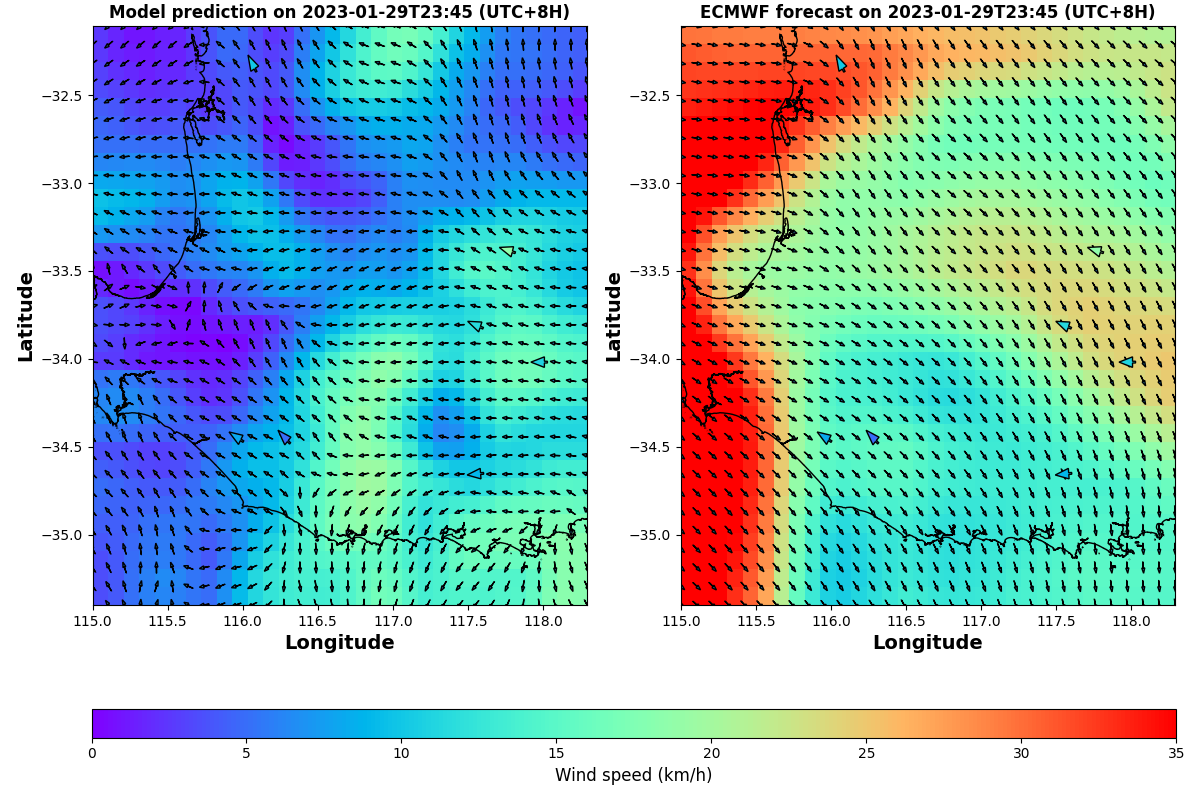 Model prediction on 2023-01-29T23:45 (UTC+8H)
ECMWF forecast on 2023-01-29T23:45 (UTC+8H)
−32.5
−33.0
−33.5
−34.0
−34.5
−35.0
Latitude
115.0 115.5 116.0 116.5 117.0 117.5 118.0
Longitude
−32.5
−33.0
−33.5
−34.0
−34.5
−35.0
Latitude
115.0 115.5 116.0 116.5 117.0 117.5 118.0
Longitude
0 5 10 15 20 25 30 35
Wind speed (km/h)